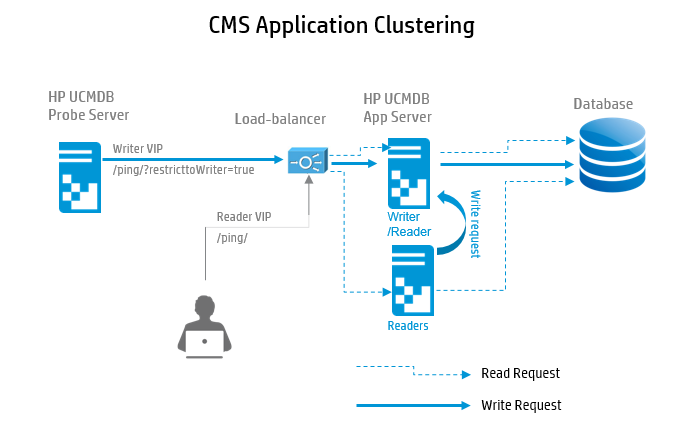 CMS Application Clustering
HP UCMDB
Probe Server
Load-balancer
HP UCMDB
App Server
Database
Writer VIP
/ping/?restricttoWriter=true
Reader VIP
/ping/
Writer
/Reader
Write request
Readers
Read Request
Write Request